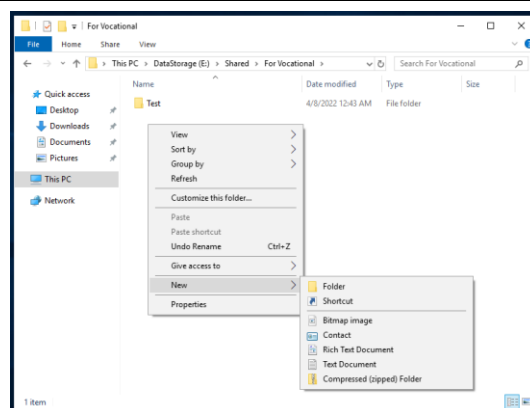 For Vocational
File Home Share View
This PC > DataStorage (E:) > Shared > For Vocational >
Search For Vocational
Name Date modified Type Size
Quick access
Desktop
Downloads
Documents
Pictures
This PC
Network
Test 4/8/2022 12:43 AM File folder
View
Sort by
Group by
Refresh
Customize this folder...
Paste
Paste shortcut
Undo Rename Ctrl+Z
Give access to
New
Properties
Folder
Shortcut
Bitmap image
Contact
Rich Text Document
Text Document
Compressed (zipped) Folder
1 item